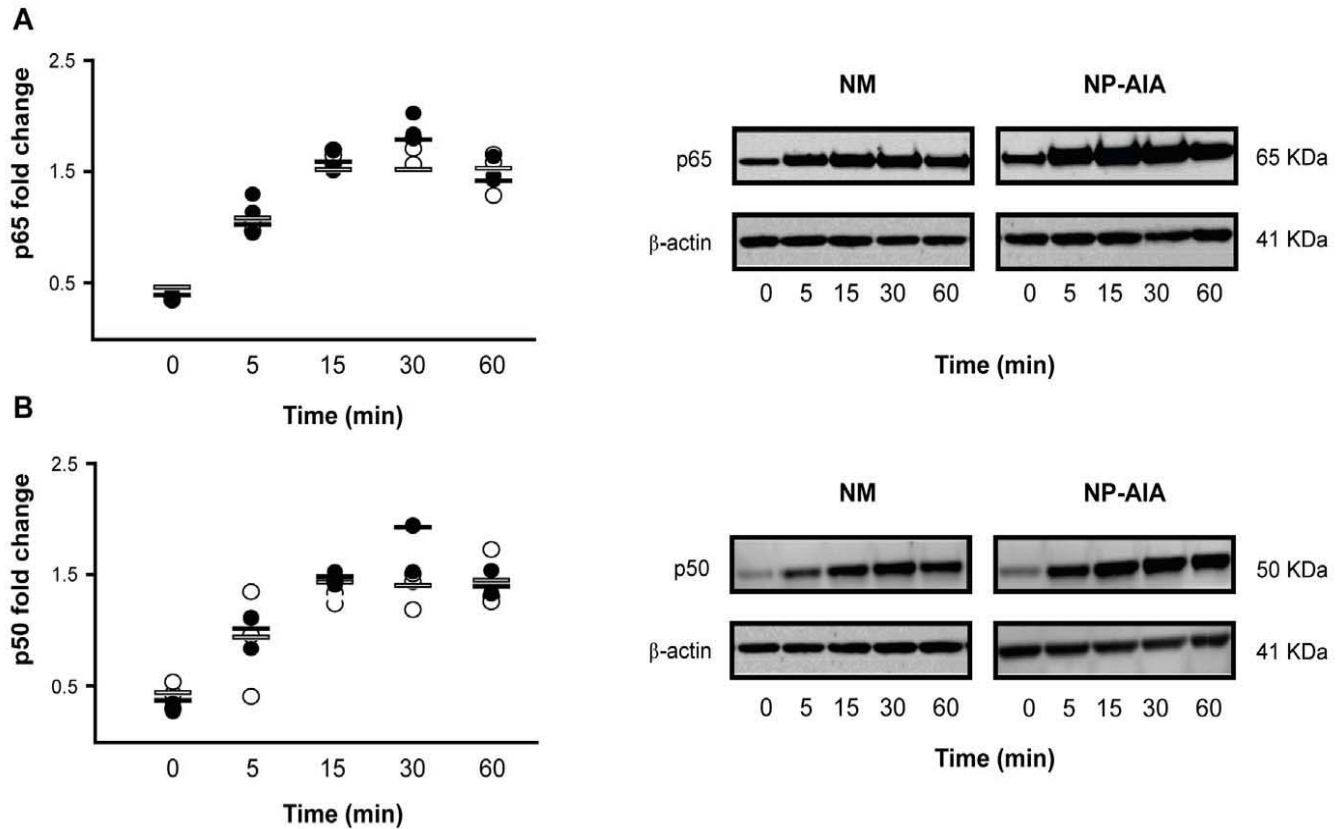 A
p65 fold change
2.5
1.5
0.5
0 5 15 30 60
Time (min)
NM NP-AIA
p65 65 KDa
β-actin 41 KDa
0 5 15 30 60 0 5 15 30 60
Time (min)
B
p50 fold change
2.5
1.5
0.5
0 5 15 30 60
Time (min)
NM NP-AIA
p50 50 KDa
β-actin 41 KDa
0 5 15 30 60 0 5 15 30 60
Time (min)